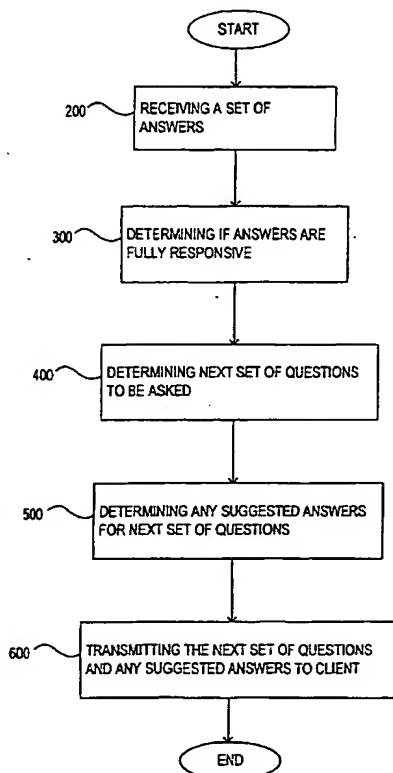 START
200
RECEIVING A SET OF
ANSWERS
300
DETERMINING IF ANSWERS ARE
FULLY RESPONSIVE
400
DETERMINING NEXT SET OF QUESTIONS
TO BE ASKED
500
DETERMINING ANY SUGGESTED ANSWERS
FOR NEXT SET OF QUESTIONS
600
TRANSMITTING THE NEXT SET OF QUESTIONS
AND ANY SUGGESTED ANSWERS TO CLIENT
END